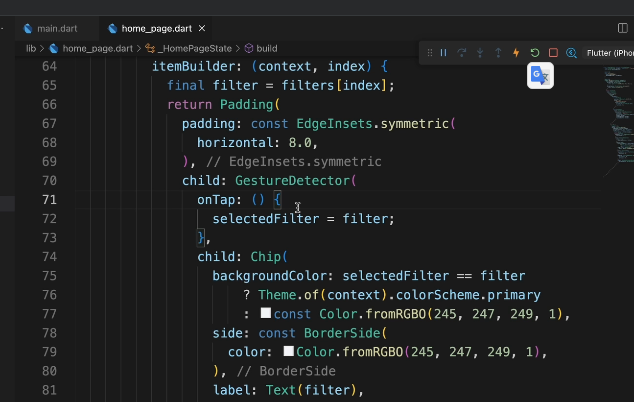 main.dart home_page.dart
lib > home_page.dart > _HomePageState > build
Flutter (iPho
64 itemBuilder: (context, index) {
65 final filter = filters[index];
66 return Padding(
67 padding: const EdgeInsets.symmetric(
68 horizontal: 8.0,
69 ), // EdgeInsets.symmetric
70 child: GestureDetector(
71 onTap: () {
72 selectedFilter = filter;
73 },
74 child: Chip(
75 backgroundColor: selectedFilter == filter
76 ? Theme.of(context).colorScheme.primary
77 : const Color.fromRGBO(245, 247, 249, 1),
78 side: const BorderSide(
79 color: Color.fromRGBO(245, 247, 249, 1),
80 ), // BorderSide
81 label: Text(filter),